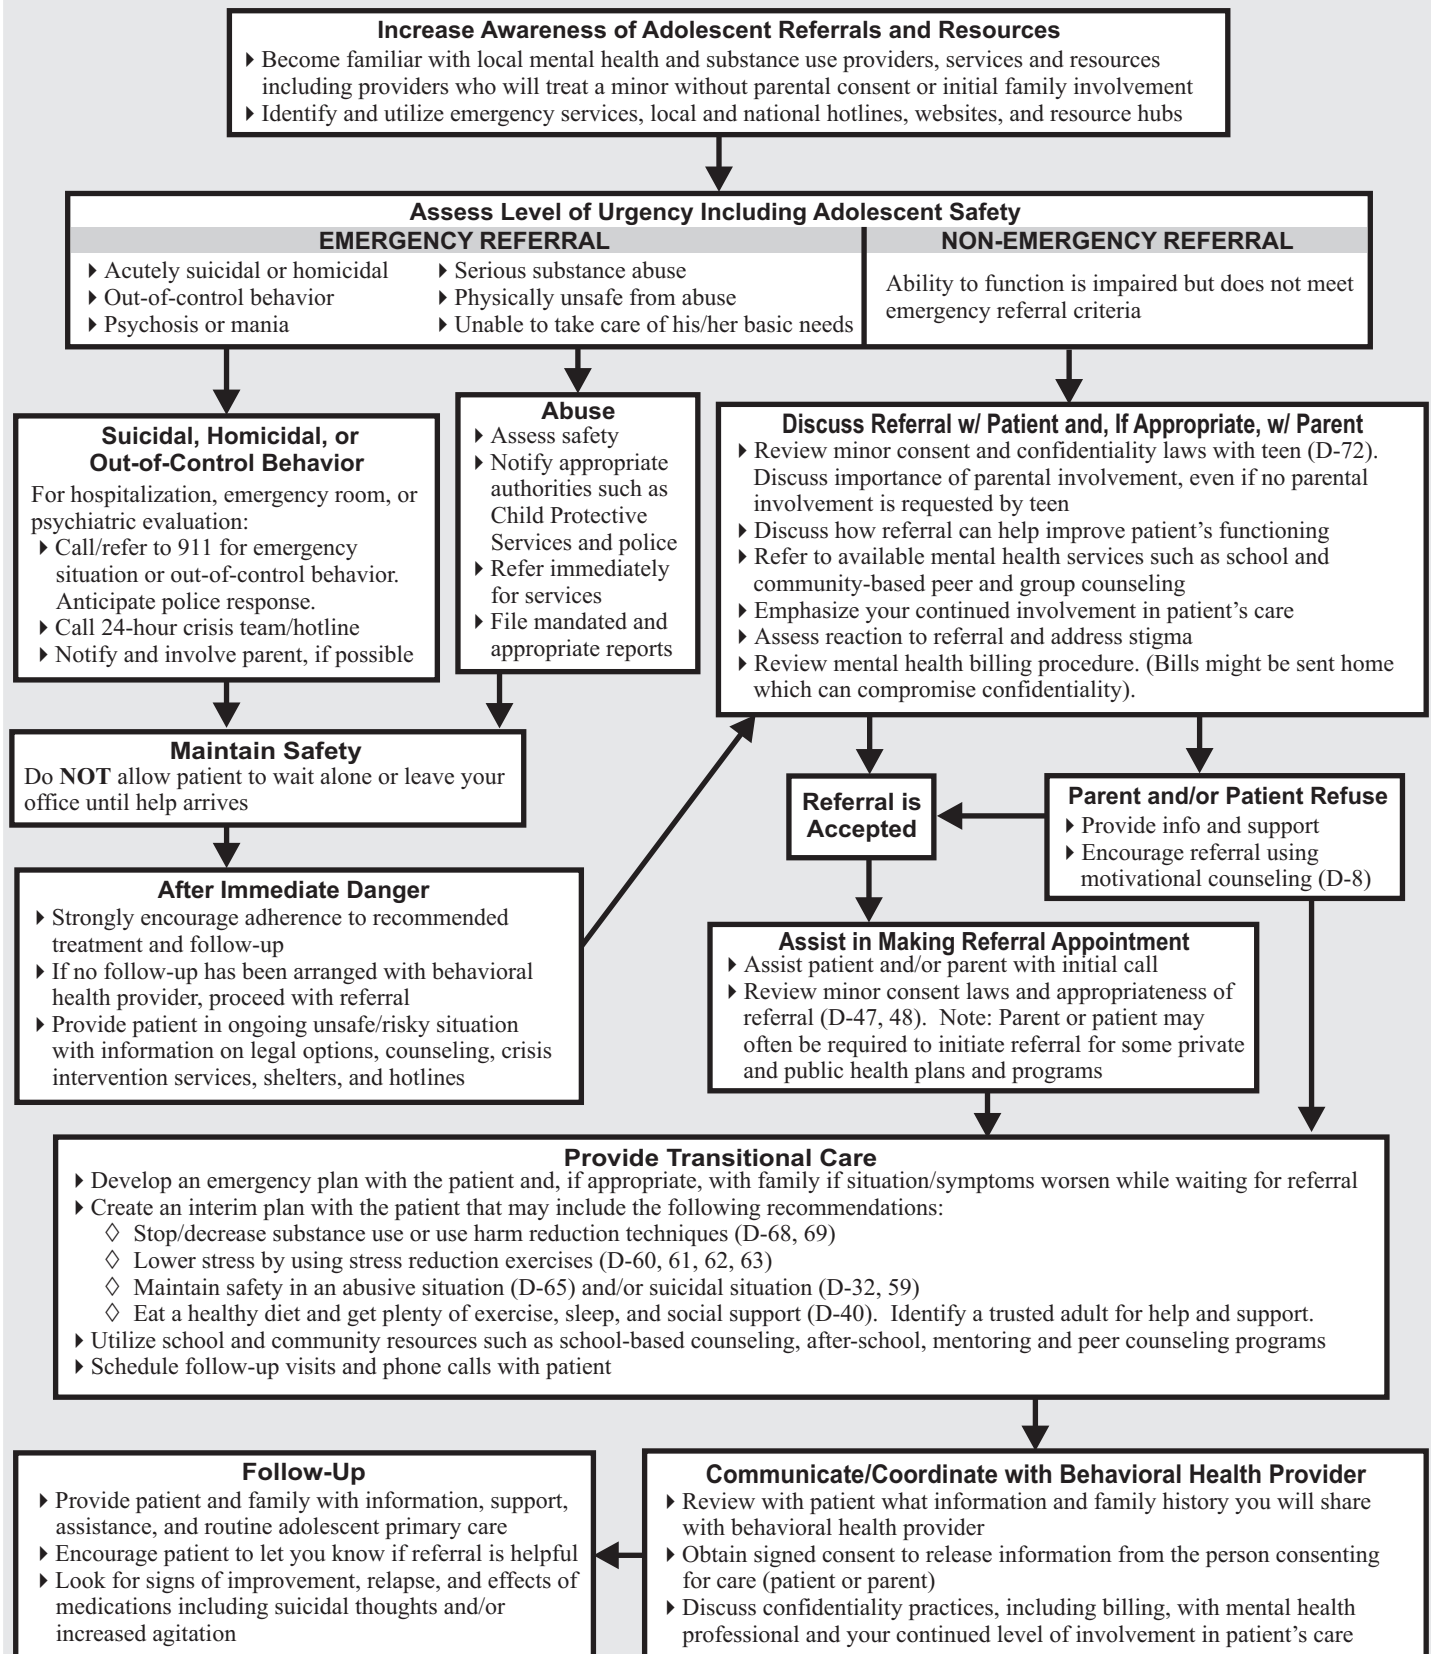 Increase Awareness of Adolescent Referrals and Resources
▶ Become familiar with local mental health and substance use providers, services and resources
including providers who will treat a minor without parental consent or initial family involvement
▶ Identify and utilize emergency services, local and national hotlines, websites, and resource hubs
Assess Level of Urgency Including Adolescent Safety
EMERGENCY REFERRAL
▶ Acutely suicidal or homicidal
▶ Out-of-control behavior
▶ Psychosis or mania
▶ Serious substance abuse
▶ Physically unsafe from abuse
▶ Unable to take care of his/her basic needs
NON-EMERGENCY REFERRAL
Ability to function is impaired but does not meet
emergency referral criteria
Suicidal, Homicidal, or
Out-of-Control Behavior
For hospitalization, emergency room, or
psychiatric evaluation:
▶ Call/refer to 911 for emergency
situation or out-of-control behavior.
Anticipate police response.
▶ Call 24-hour crisis team/hotline
▶ Notify and involve parent, if possible
Abuse
▶ Assess safety
▶ Notify appropriate
authorities such as
Child Protective
Services and police
▶ Refer immediately
for services
▶ File mandated and
appropriate reports
Discuss Referral w/ Patient and, If Appropriate, w/ Parent
▶ Review minor consent and confidentiality laws with teen (D-72).
Discuss importance of parental involvement, even if no parental
involvement is requested by teen
▶ Discuss how referral can help improve patient's functioning
▶ Refer to available mental health services such as school and
community-based peer and group counseling
▶ Emphasize your continued involvement in patient's care
▶ Assess reaction to referral and address stigma
▶ Review mental health billing procedure. (Bills might be sent home
which can compromise confidentiality).
Maintain Safety
Do NOT allow patient to wait alone or leave your
office until help arrives
Referral is
Accepted
Parent and/or Patient Refuse
▶ Provide info and support
▶ Encourage referral using
motivational counseling (D-8)
After Immediate Danger
▶ Strongly encourage adherence to recommended
treatment and follow-up
▶ If no follow-up has been arranged with behavioral
health provider, proceed with referral
▶ Provide patient in ongoing unsafe/risky situation
with information on legal options, counseling, crisis
intervention services, shelters, and hotlines
Assist in Making Referral Appointment
▶ Assist patient and/or parent with initial call
▶ Review minor consent laws and appropriateness of
referral (D-47, 48). Note: Parent or patient may
often be required to initiate referral for some private
and public health plans and programs
Provide Transitional Care
▶ Develop an emergency plan with the patient and, if appropriate, with family if situation/symptoms worsen while waiting for referral
▶ Create an interim plan with the patient that may include the following recommendations:
◊ Stop/decrease substance use or use harm reduction techniques (D-68, 69)
◊ Lower stress by using stress reduction exercises (D-60, 61, 62, 63)
◊ Maintain safety in an abusive situation (D-65) and/or suicidal situation (D-32, 59)
◊ Eat a healthy diet and get plenty of exercise, sleep, and social support (D-40). Identify a trusted adult for help and support.
▶ Utilize school and community resources such as school-based counseling, after-school, mentoring and peer counseling programs
▶ Schedule follow-up visits and phone calls with patient
Follow-Up
▶ Provide patient and family with information, support,
assistance, and routine adolescent primary care
▶ Encourage patient to let you know if referral is helpful
▶ Look for signs of improvement, relapse, and effects of
medications including suicidal thoughts and/or
increased agitation
Communicate/Coordinate with Behavioral Health Provider
▶ Review with patient what information and family history you will share
with behavioral health provider
▶ Obtain signed consent to release information from the person consenting
for care (patient or parent)
▶ Discuss confidentiality practices, including billing, with mental health
professional and your continued level of involvement in patient's care